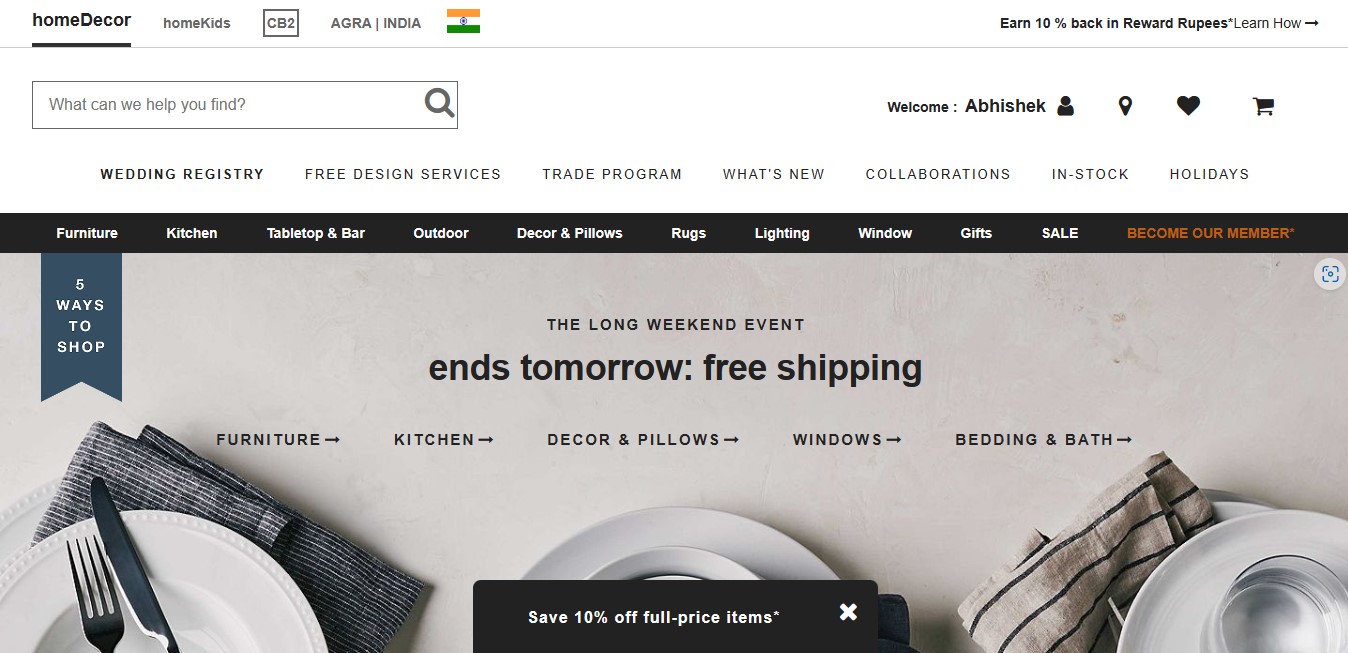 homeDecor homeKids CB2 AGRA | INDIA Earn 10 % back in Reward Rupees*Learn How
What can we help you find? Welcome : Abhishek
WEDDING REGISTRY FREE DESIGN SERVICES TRADE PROGRAM WHAT'S NEW COLLABORATIONS IN-STOCK HOLIDAYS
Furniture Kitchen Tabletop & Bar Outdoor Decor & Pillows Rugs Lighting Window Gifts SALE BECOME OUR MEMBER*
5
WAYS
TO
SHOP
THE LONG WEEKEND EVENT
ends tomorrow: free shipping
FURNITURE KITCHEN DECOR & PILLOWS WINDOWS BEDDING & BATH
Save 10% off full-price items*